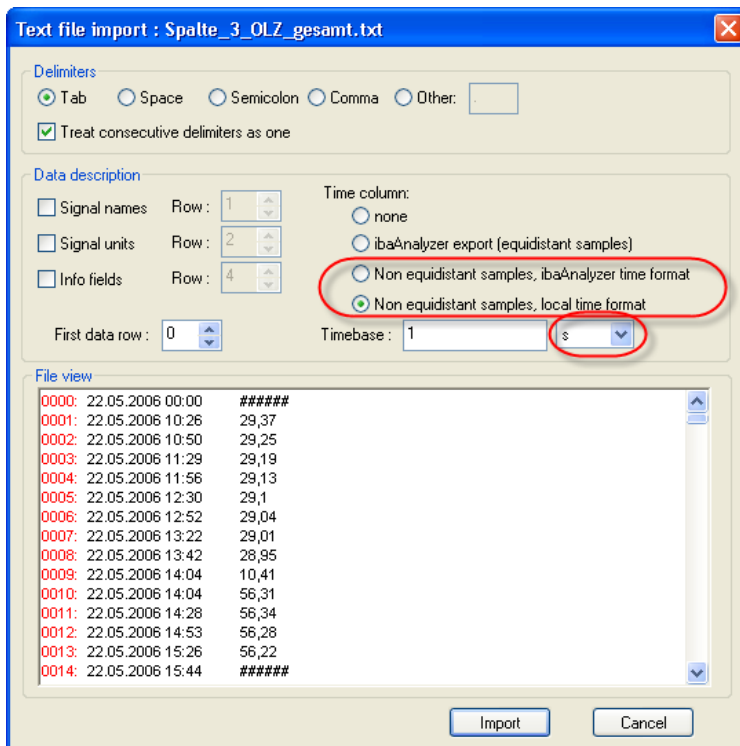 Text file import : Spalte_3_OLZ_gesamt.txt
Delimiters
Tab Space Semicolon Comma Other: .
Treat consecutive delimiters as one
Data description
Time column:
Signal names Row : 1
none
Signal units Row : 2
ibaAnalyzer export (equidistant samples)
Info fields Row : 4
Non equidistant samples, ibaAnalyzer time format
Non equidistant samples, local time format
First data row : 0 Timebase : 1 s
File view
0000: 22.05.2006 00:00 ######
0001: 22.05.2006 10:26 29,37
0002: 22.05.2006 10:50 29,25
0003: 22.05.2006 11:29 29,19
0004: 22.05.2006 11:56 29,13
0005: 22.05.2006 12:30 29,1
0006: 22.05.2006 12:52 29,04
0007: 22.05.2006 13:22 29,01
0008: 22.05.2006 13:42 28,95
0009: 22.05.2006 14:04 10,41
0010: 22.05.2006 14:04 56,31
0011: 22.05.2006 14:28 56,34
0012: 22.05.2006 14:53 56,28
0013: 22.05.2006 15:26 56,22
0014: 22.05.2006 15:44 ######
Import Cancel